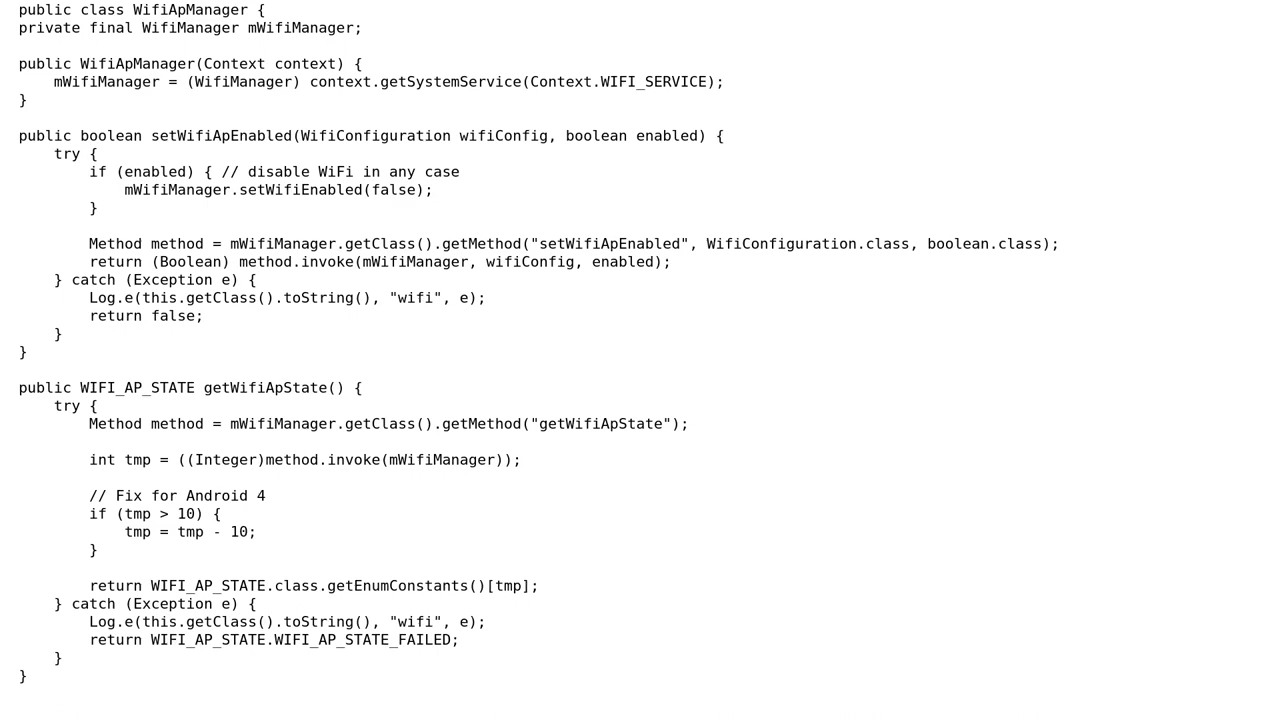 public class WifiApManager {
private final WifiManager mWifiManager;

public WifiApManager(Context context) {
    mWifiManager = (WifiManager) context.getSystemService(Context.WIFI_SERVICE);
}

public boolean setWifiApEnabled(WifiConfiguration wifiConfig, boolean enabled) {
    try {
        if (enabled) { // disable WiFi in any case
            mWifiManager.setWifiEnabled(false);
        }

        Method method = mWifiManager.getClass().getMethod("setWifiApEnabled", WifiConfiguration.class, boolean.class);
        return (Boolean) method.invoke(mWifiManager, wifiConfig, enabled);
    } catch (Exception e) {
        Log.e(this.getClass().toString(), "wifi", e);
        return false;
    }
}

public WIFI_AP_STATE getWifiApState() {
    try {
        Method method = mWifiManager.getClass().getMethod("getWifiApState");

        int tmp = ((Integer)method.invoke(mWifiManager));

        // Fix for Android 4
        if (tmp > 10) {
            tmp = tmp - 10;
        }

        return WIFI_AP_STATE.class.getEnumConstants()[tmp];
    } catch (Exception e) {
        Log.e(this.getClass().toString(), "wifi", e);
        return WIFI_AP_STATE.WIFI_AP_STATE_FAILED;
    }
}